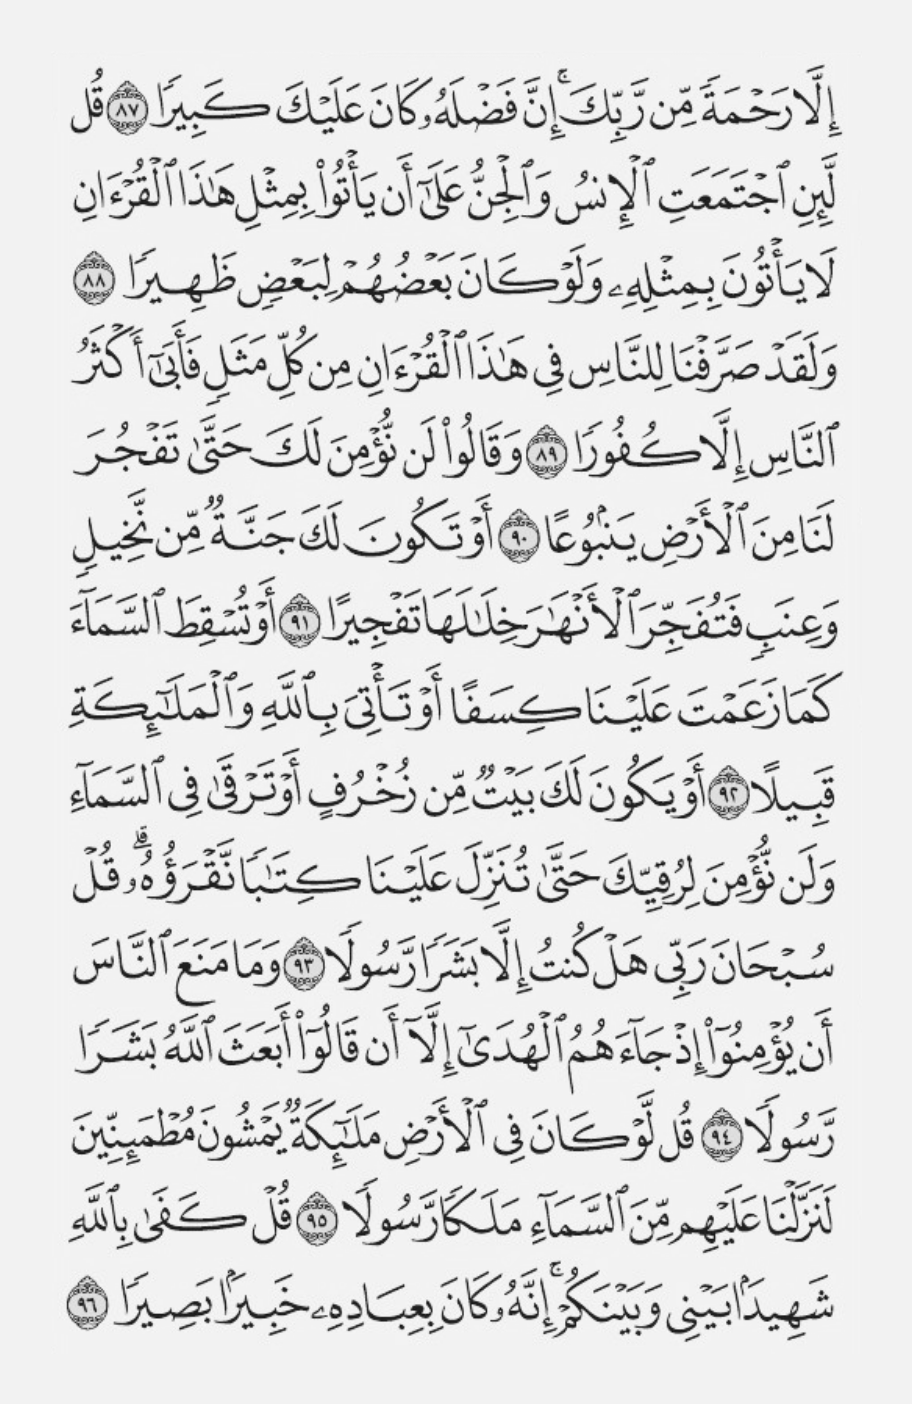 إِلَّا رَحْمَةً مِّن رَّبِّكَ ۚ إِنَّ فَضْلَهُۥ كَانَ عَلَيْكَ كَبِيرًا ٨٧ قُل
لَّئِنِ ٱجْتَمَعَتِ ٱلْإِنسُ وَٱلْجِنُّ عَلَىٰٓ أَن يَأْتُوا۟ بِمِثْلِ هَٰذَا ٱلْقُرْءَانِ
لَا يَأْتُونَ بِمِثْلِهِۦ وَلَوْ كَانَ بَعْضُهُمْ لِبَعْضٍ ظَهِيرًا ٨٨
وَلَقَدْ صَرَّفْنَا لِلنَّاسِ فِى هَٰذَا ٱلْقُرْءَانِ مِن كُلِّ مَثَلٍ فَأَبَىٰٓ أَكْثَرُ
ٱلنَّاسِ إِلَّا كُفُورًا ٨٩ وَقَالُوا۟ لَن نُّؤْمِنَ لَكَ حَتَّىٰ تَفْجُرَ
لَنَا مِنَ ٱلْأَرْضِ يَنۢبُوعًا ٩٠ أَوْ تَكُونَ لَكَ جَنَّةٌ مِّن نَّخِيلٍ
وَعِنَبٍ فَتُفَجِّرَ ٱلْأَنْهَٰرَ خِلَٰلَهَا تَفْجِيرًا ٩١ أَوْ تُسْقِطَ ٱلسَّمَآءَ
كَمَا زَعَمْتَ عَلَيْنَا كِسَفًا أَوْ تَأْتِىَ بِٱللَّهِ وَٱلْمَلَٰٓئِكَةِ
قَبِيلًا ٩٢ أَوْ يَكُونَ لَكَ بَيْتٌ مِّن زُخْرُفٍ أَوْ تَرْقَىٰ فِى ٱلسَّمَآءِ
وَلَن نُّؤْمِنَ لِرُقِيِّكَ حَتَّىٰ تُنَزِّلَ عَلَيْنَا كِتَٰبًا نَّقْرَؤُهُۥ ۗ قُلْ
سُبْحَانَ رَبِّى هَلْ كُنتُ إِلَّا بَشَرًا رَّسُولًا ٩٣ وَمَا مَنَعَ ٱلنَّاسَ
أَن يُؤْمِنُوٓا۟ إِذْ جَآءَهُمُ ٱلْهُدَىٰٓ إِلَّآ أَن قَالُوٓا۟ أَبَعَثَ ٱللَّهُ بَشَرًا
رَّسُولًا ٩٤ قُل لَّوْ كَانَ فِى ٱلْأَرْضِ مَلَٰٓئِكَةٌ يَمْشُونَ مُطْمَئِنِّينَ
لَنَزَّلْنَا عَلَيْهِم مِّنَ ٱلسَّمَآءِ مَلَكًا رَّسُولًا ٩٥ قُلْ كَفَىٰ بِٱللَّهِ
شَهِيدًۢا بَيْنِى وَبَيْنَكُمْ ۚ إِنَّهُۥ كَانَ بِعِبَادِهِۦ خَبِيرًۢا بَصِيرًا ٩٦